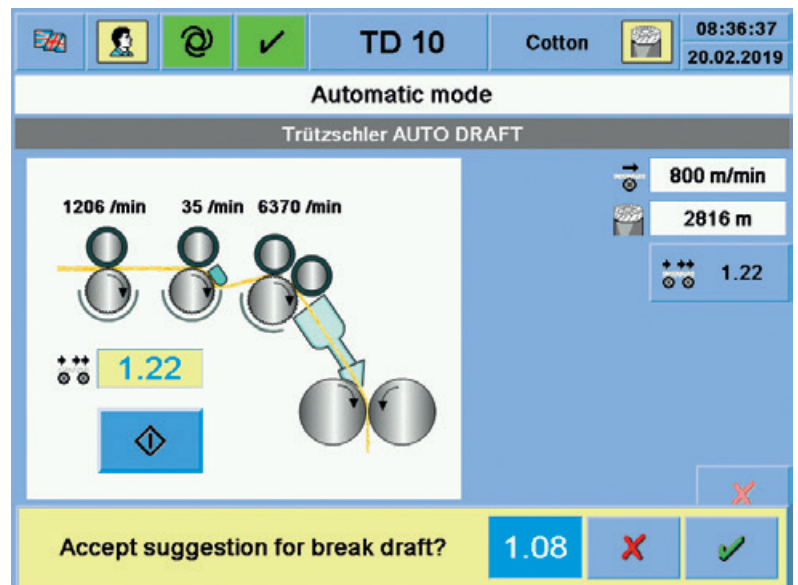 TD 10
Cotton
08:36:37
20.02.2019
Automatic mode
Trützschler AUTO DRAFT
1206 /min 35 /min 6370 /min
800 m/min
2816 m
1.22
1.22
Accept suggestion for break draft? 1.08